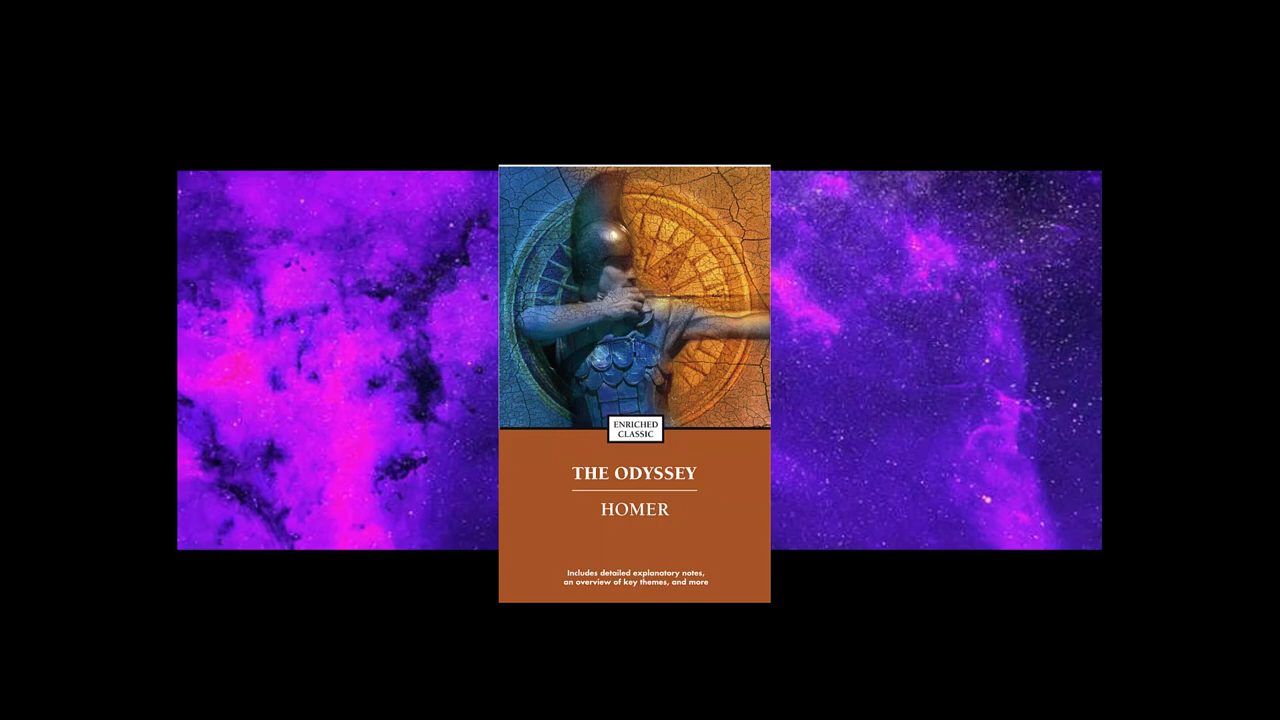 ENRICHED
CLASSIC
THE ODYSSEY
HOMER
Includes detailed explanatory notes,
an overview of key themes, and more